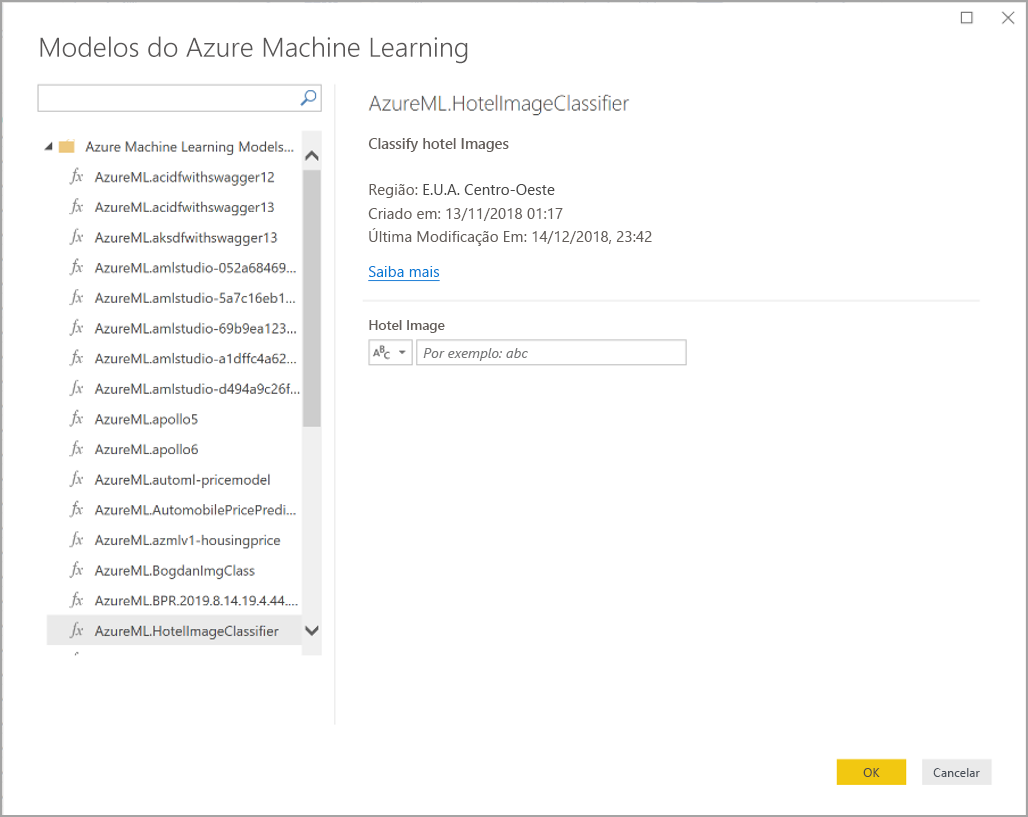 Modelos do Azure Machine Learning
Azure Machine Learning Models...
fx AzureML.acidfwithswagger12
fx AzureML.acidfwithswagger13
fx AzureML.aksdfwithswagger13
fx AzureML.amlstudio-052a68469...
fx AzureML.amlstudio-5a7c16eb1...
fx AzureML.amlstudio-69b9ea123...
fx AzureML.amlstudio-a1dffc4a62...
fx AzureML.amlstudio-d494a9c26f...
fx AzureML.apollo5
fx AzureML.apollo6
fx AzureML.automl-pricemodel
fx AzureML.AutomobilePricePredi...
fx AzureML.azmlv1-housingprice
fx AzureML.BogdanImgClass
fx AzureML.BPR.2019.8.14.19.4.44....
fx AzureML.HotelImageClassifier
AzureML.HotelImageClassifier
Classify hotel Images
Região: E.U.A. Centro-Oeste
Criado em: 13/11/2018 01:17
Última Modificação Em: 14/12/2018, 23:42
Saiba mais
Hotel Image
ABC Por exemplo: abc
OK Cancelar